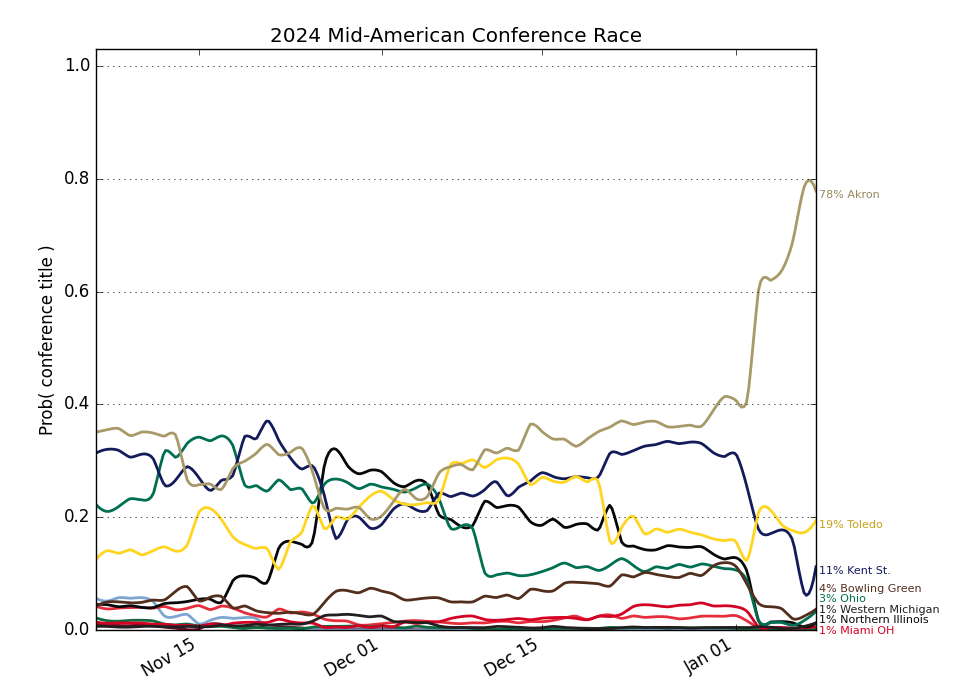 2024 Mid-American Conference Race
Prob( conference title )
1.0
0.8
0.6
0.4
0.2
0.0
Nov 15
Dec 01
Dec 15
Jan 01
78% Akron
19% Toledo
11% Kent St.
4% Bowling Green
3% Ohio
1% Western Michigan
1% Northern Illinois
1% Miami OH